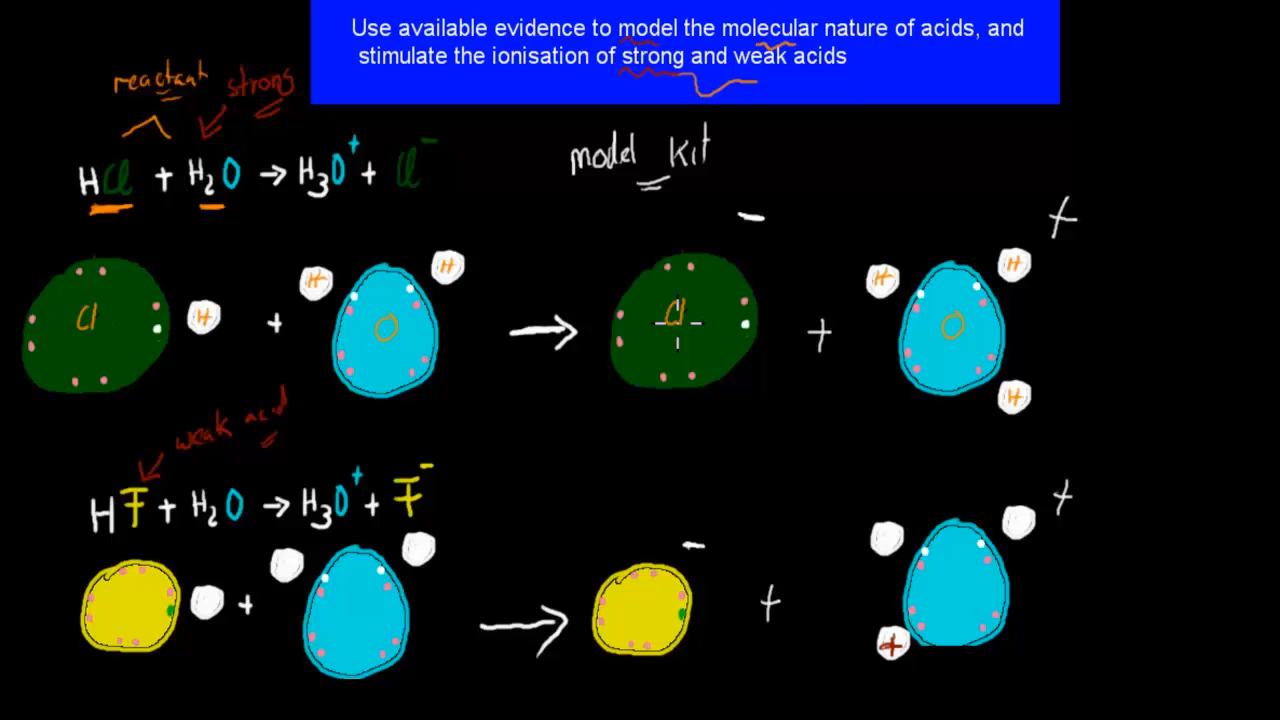 Use available evidence to model the molecular nature of acids, and
stimulate the ionisation of strong and weak acids
reactant
strong
HCl + H₂O → H₃O⁺ + Cl⁻
model kit
− +
Cl H + H O H → Cl + H O H H
weak acid
HF + H₂O → H₃O⁺ + F⁻
− +
+ → + +